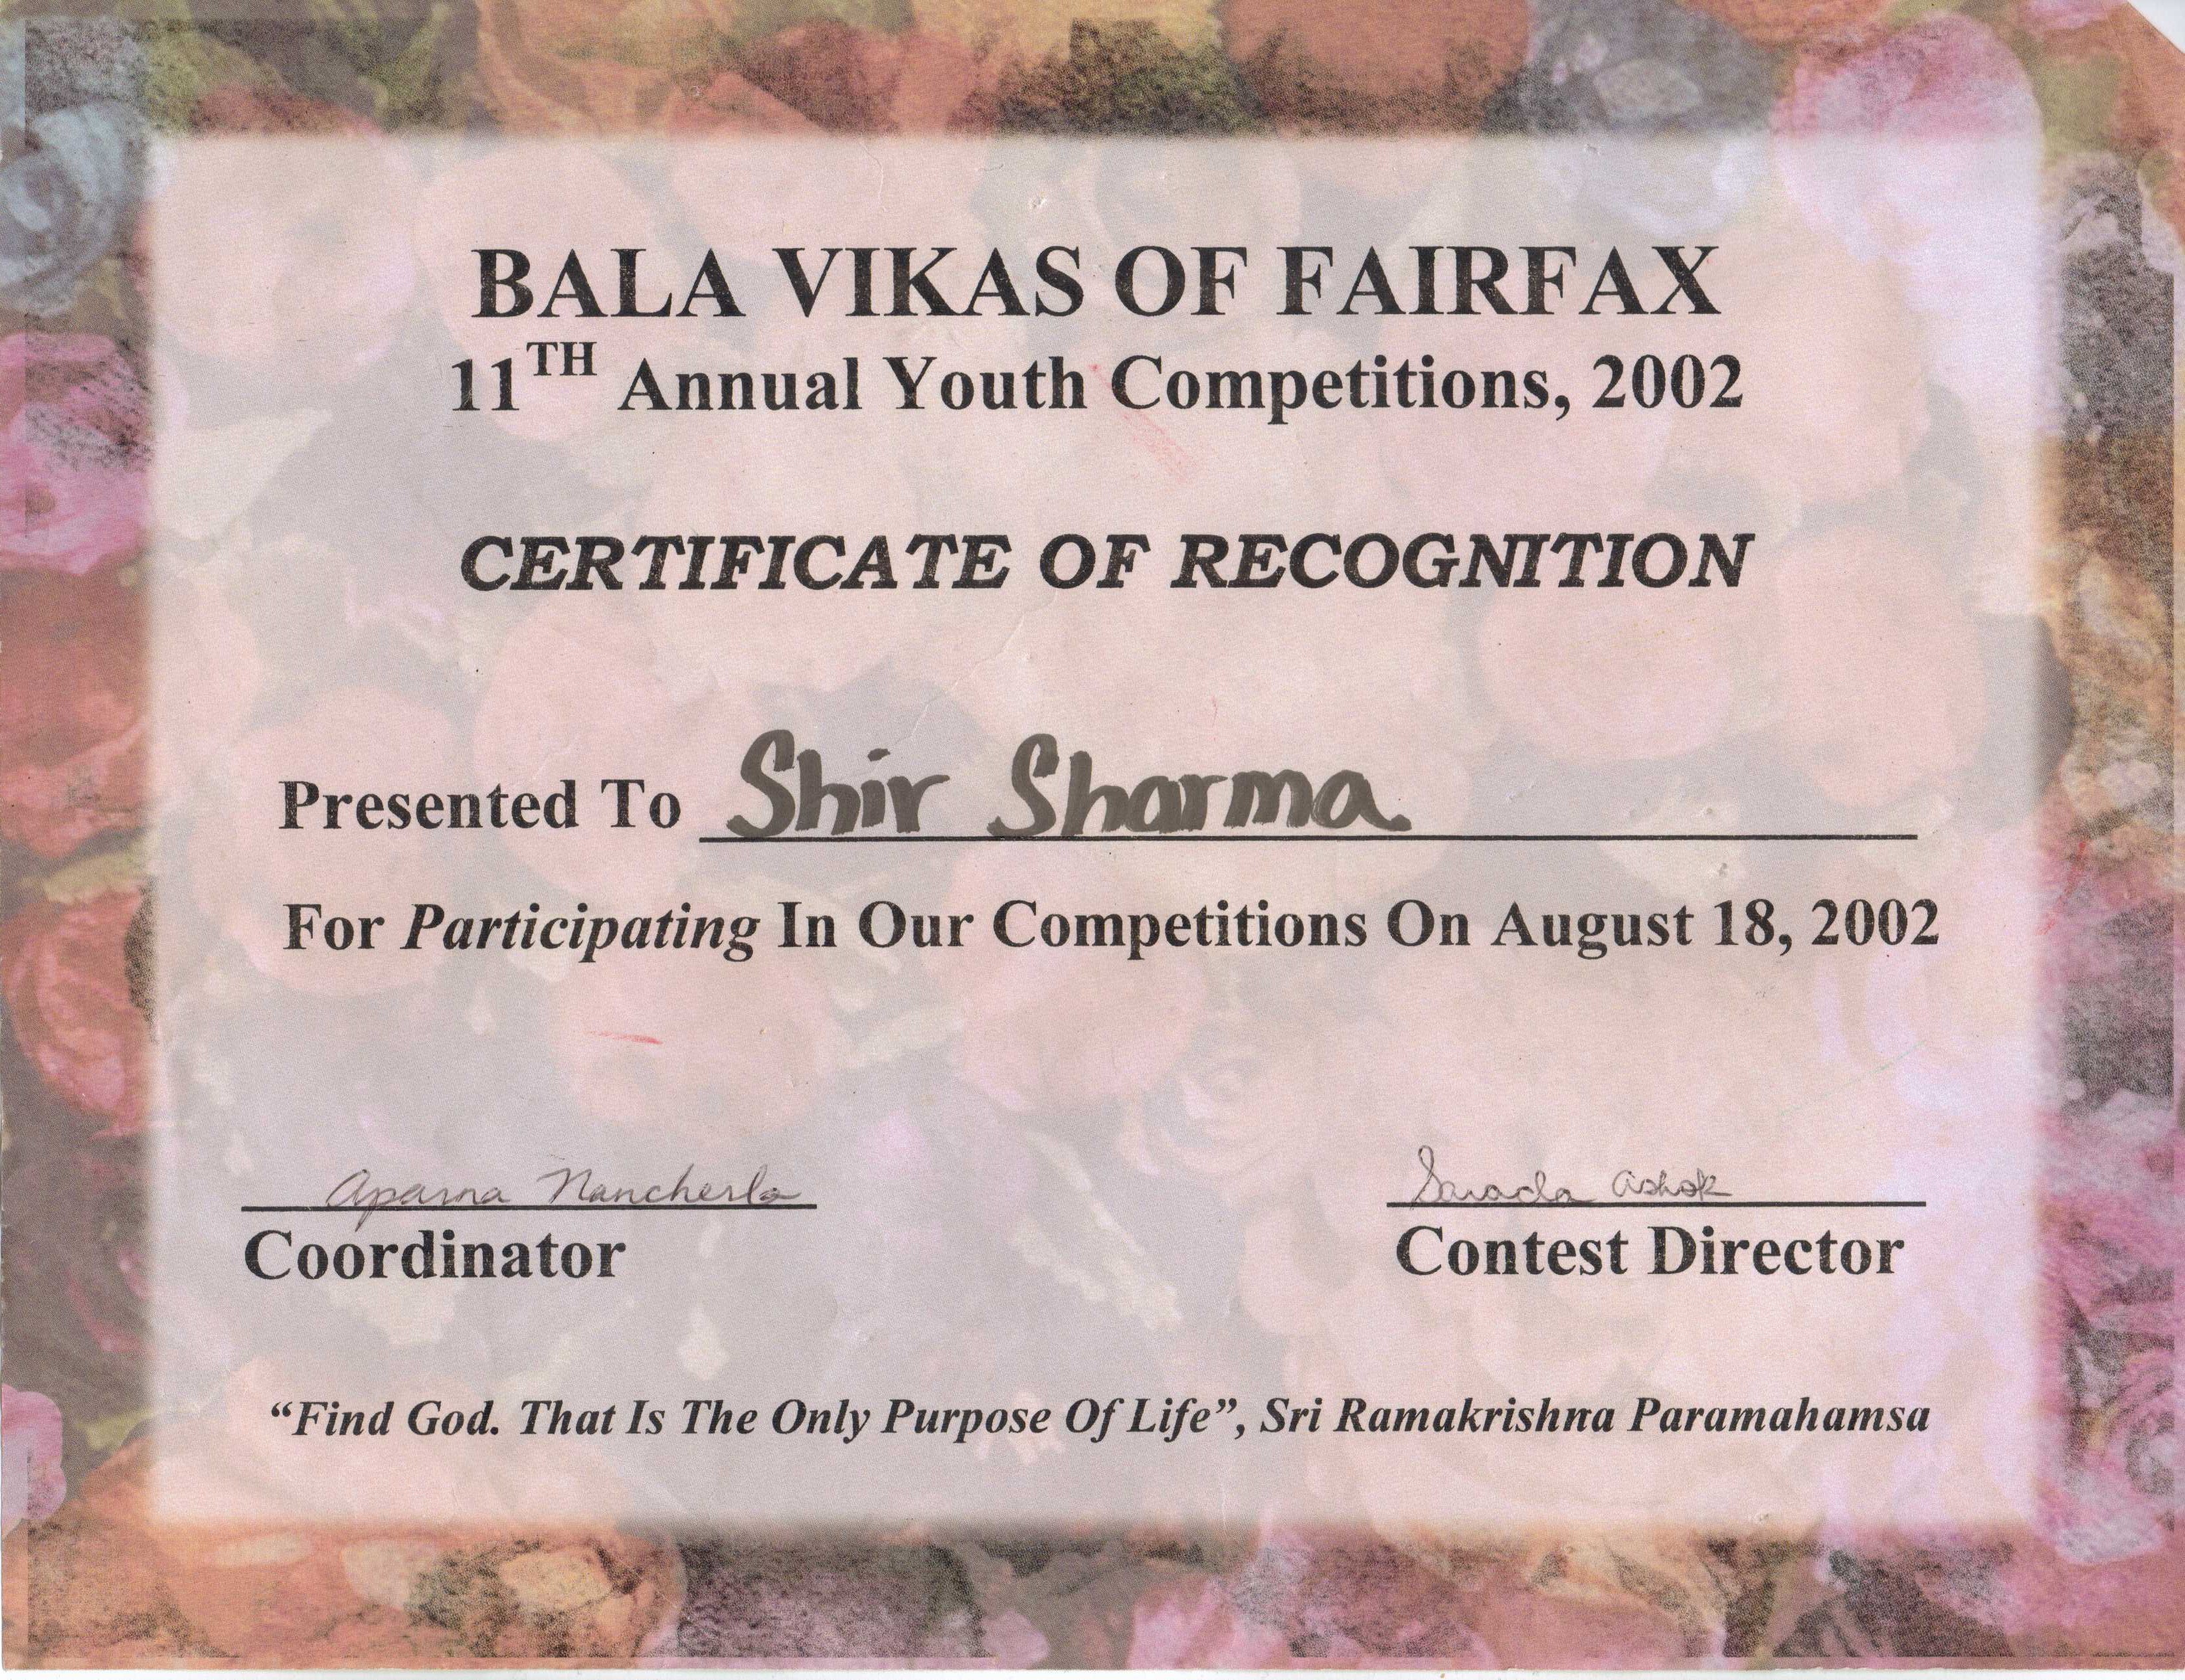 BALA VIKAS OF FAIRFAX
11TH Annual Youth Competitions, 2002
CERTIFICATE OF RECOGNITION
Presented To Shir Sharma
For Participating In Our Competitions On August 18, 2002
Aparna Nancherla Sarada Ashok
Coordinator Contest Director
“Find God. That Is The Only Purpose Of Life”, Sri Ramakrishna Paramahamsa